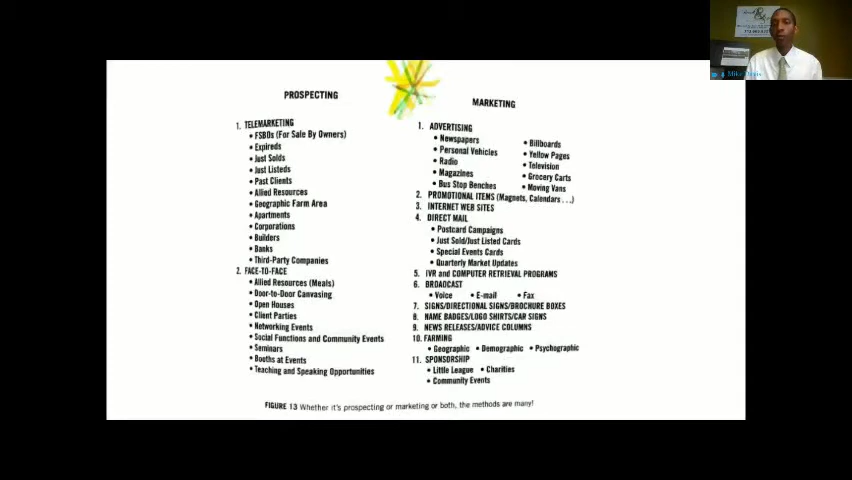 PROSPECTING
1. TELEMARKETING
• FSBOs (For Sale By Owners)
• Expireds
• Just Solds
• Just Listeds
• Past Clients
• Allied Resources
• Geographic Farm Area
• Apartments
• Corporations
• Builders
• Banks
• Third-Party Companies
2. FACE-TO-FACE
• Allied Resources (Meals)
• Door-to-Door Canvasing
• Open Houses
• Client Parties
• Networking Events
• Social Functions and Community Events
• Seminars
• Booths at Events
• Teaching and Speaking Opportunities
MARKETING
1. ADVERTISING
• Newspapers
• Personal Vehicles
• Radio
• Magazines
• Bus Stop Benches
• Billboards
• Yellow Pages
• Television
• Grocery Carts
• Moving Vans
2. PROMOTIONAL ITEMS (Magnets, Calendars . . .)
3. INTERNET WEB SITES
4. DIRECT MAIL
• Postcard Campaigns
• Just Sold/Just Listed Cards
• Special Events Cards
• Quarterly Market Updates
5. IVR and COMPUTER RETRIEVAL PROGRAMS
6. BROADCAST
• Voice • E-mail • Fax
7. SIGNS/DIRECTIONAL SIGNS/BROCHURE BOXES
8. NAME BADGES/LOGO SHIRTS/CAR SIGNS
9. NEWS RELEASES/ADVICE COLUMNS
10. FARMING
• Geographic • Demographic • Psychographic
11. SPONSORSHIP
• Little League • Charities
• Community Events
FIGURE 13 Whether it's prospecting or marketing or both, the methods are many!